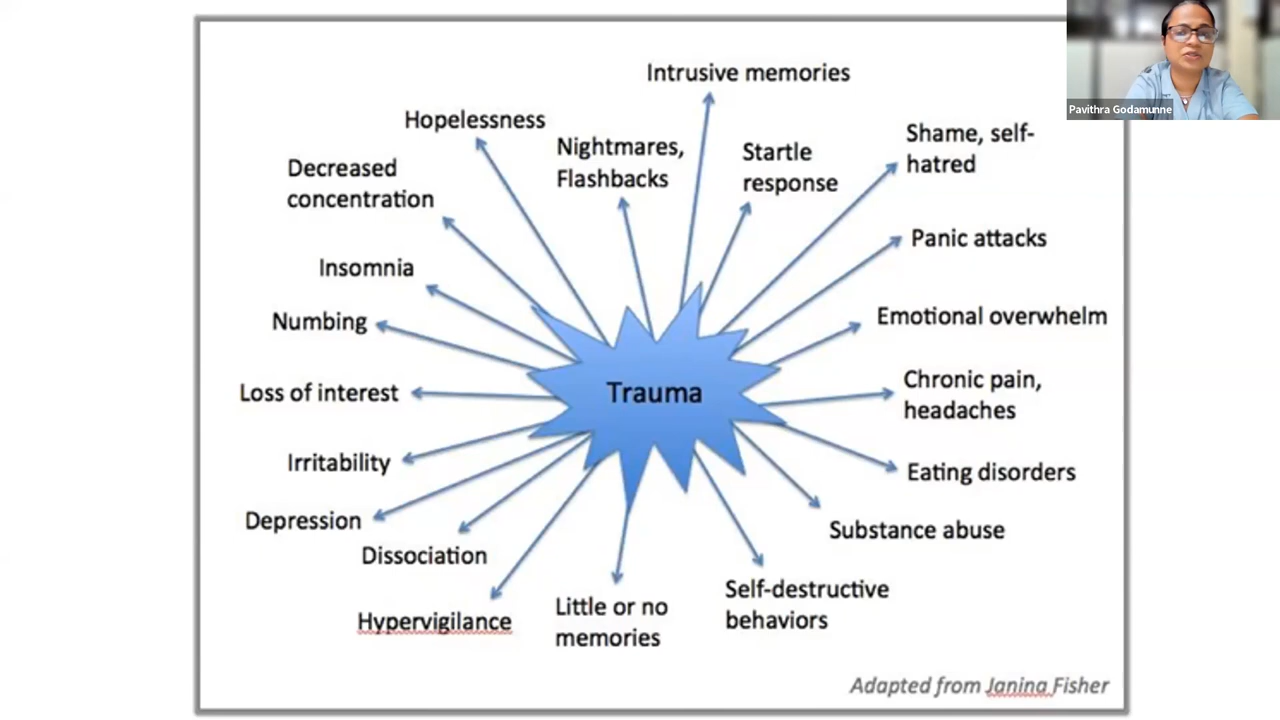 Pavithra Godamunne
Intrusive memories
Hopelessness
Nightmares,
Flashbacks
Startle
response
Shame, self-
hatred
Decreased
concentration
Panic attacks
Insomnia
Emotional overwhelm
Numbing
Trauma
Loss of interest
Chronic pain,
headaches
Irritability
Eating disorders
Depression
Substance abuse
Dissociation
Self-destructive
behaviors
Hypervigilance
Little or no
memories
Adapted from Janina Fisher